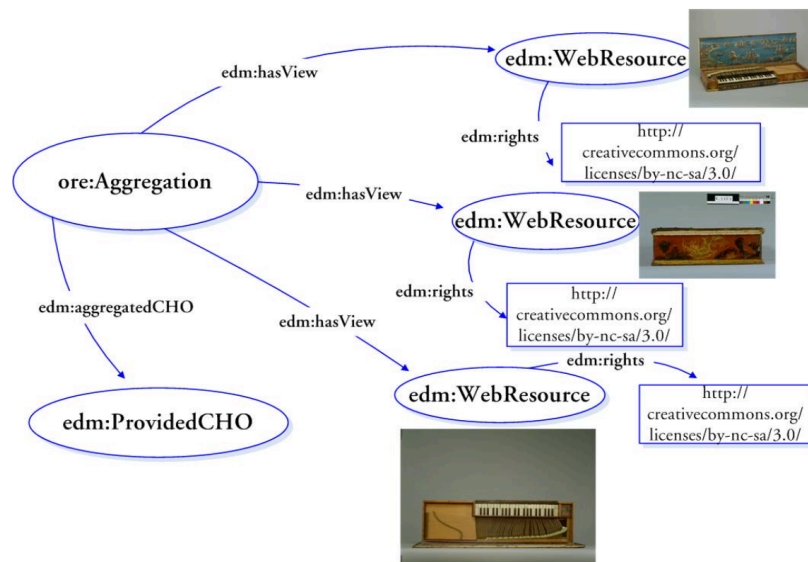 edm:WebResource
edm:hasView
edm:rights
http://
creativecommons.org/
licenses/by-nc-sa/3.0/
ore:Aggregation
edm:hasView
edm:WebResource
edm:rights
http://
creativecommons.org/
licenses/by-nc-sa/3.0/
edm:aggregatedCHO
edm:hasView
edm:rights
edm:WebResource
http://
creativecommons.org/
licenses/by-nc-sa/3.0/
edm:ProvidedCHO